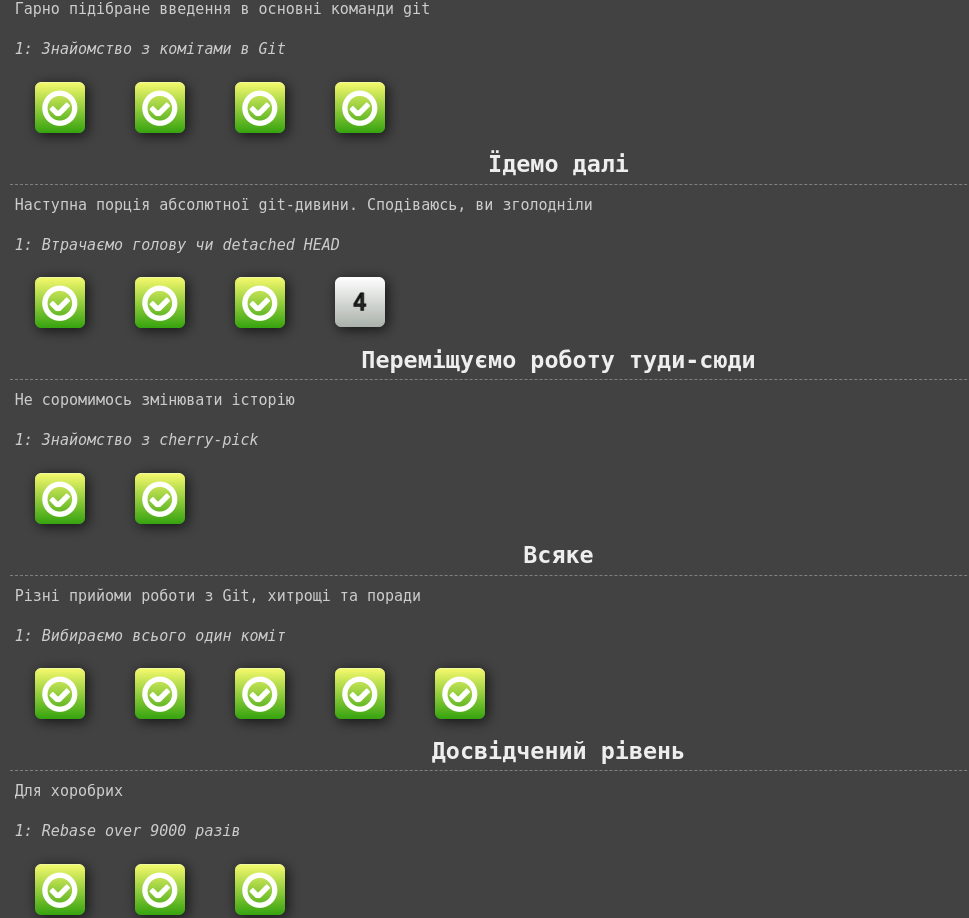 Гарно підібране введення в основні команди git
1: Знайомство з комітами в Git
Їдемо далі
Наступна порція абсолютної git-дивини. Сподіваюсь, ви зголодніли
1: Втрачаємо голову чи detached HEAD
4
Переміщуємо роботу туди-сюди
Не соромимось змінювати історію
1: Знайомство з cherry-pick
Всяке
Різні прийоми роботи з Git, хитрощі та поради
1: Вибираємо всього один коміт
Досвідчений рівень
Для хоробрих
1: Rebase over 9000 разів